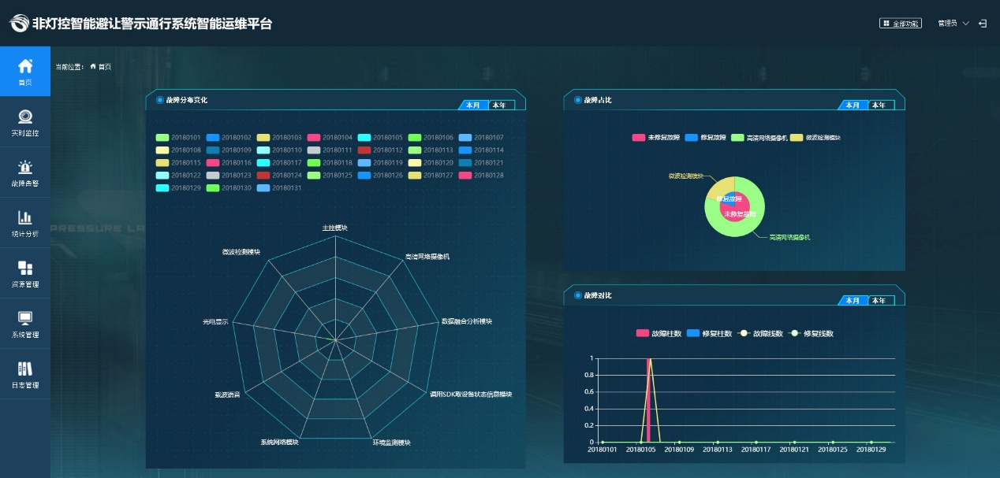 非灯控智能避让警示通行系统智能运维平台
全部功能
管理员
首页
实时监控
故障告警
统计分析
资源管理
系统管理
日志管理
当前位置： 首页
故障分布变化
本月 本年
20180101 20180102 20180103 20180104 20180105 20180106 20180107
20180108 20180109 20180110 20180111 20180112 20180113 20180114
20180115 20180116 20180117 20180118 20180119 20180120 20180121
20180122 20180123 20180124 20180125 20180126 20180127 20180128
20180129 20180130 20180131
主控模块
微波检测模块
高清网络摄像机
光电显示
数据融合分析模块
载波语音
调用SDK取设备状态信息模块
系统网络模块
环境监测模块
故障占比
本月 本年
未修复故障 修复故障 高清网络摄像机 微波检测模块
微波检测模块
修复故障
未修复故障
高清网络摄像机
故障对比
本月 本年
故障柱数 修复柱数 故障线数 修复线数
1
0.8
0.6
0.4
0.2
0
20180101 20180105 20180109 20180113 20180117 20180121 20180125 20180129
PRESSURE LA